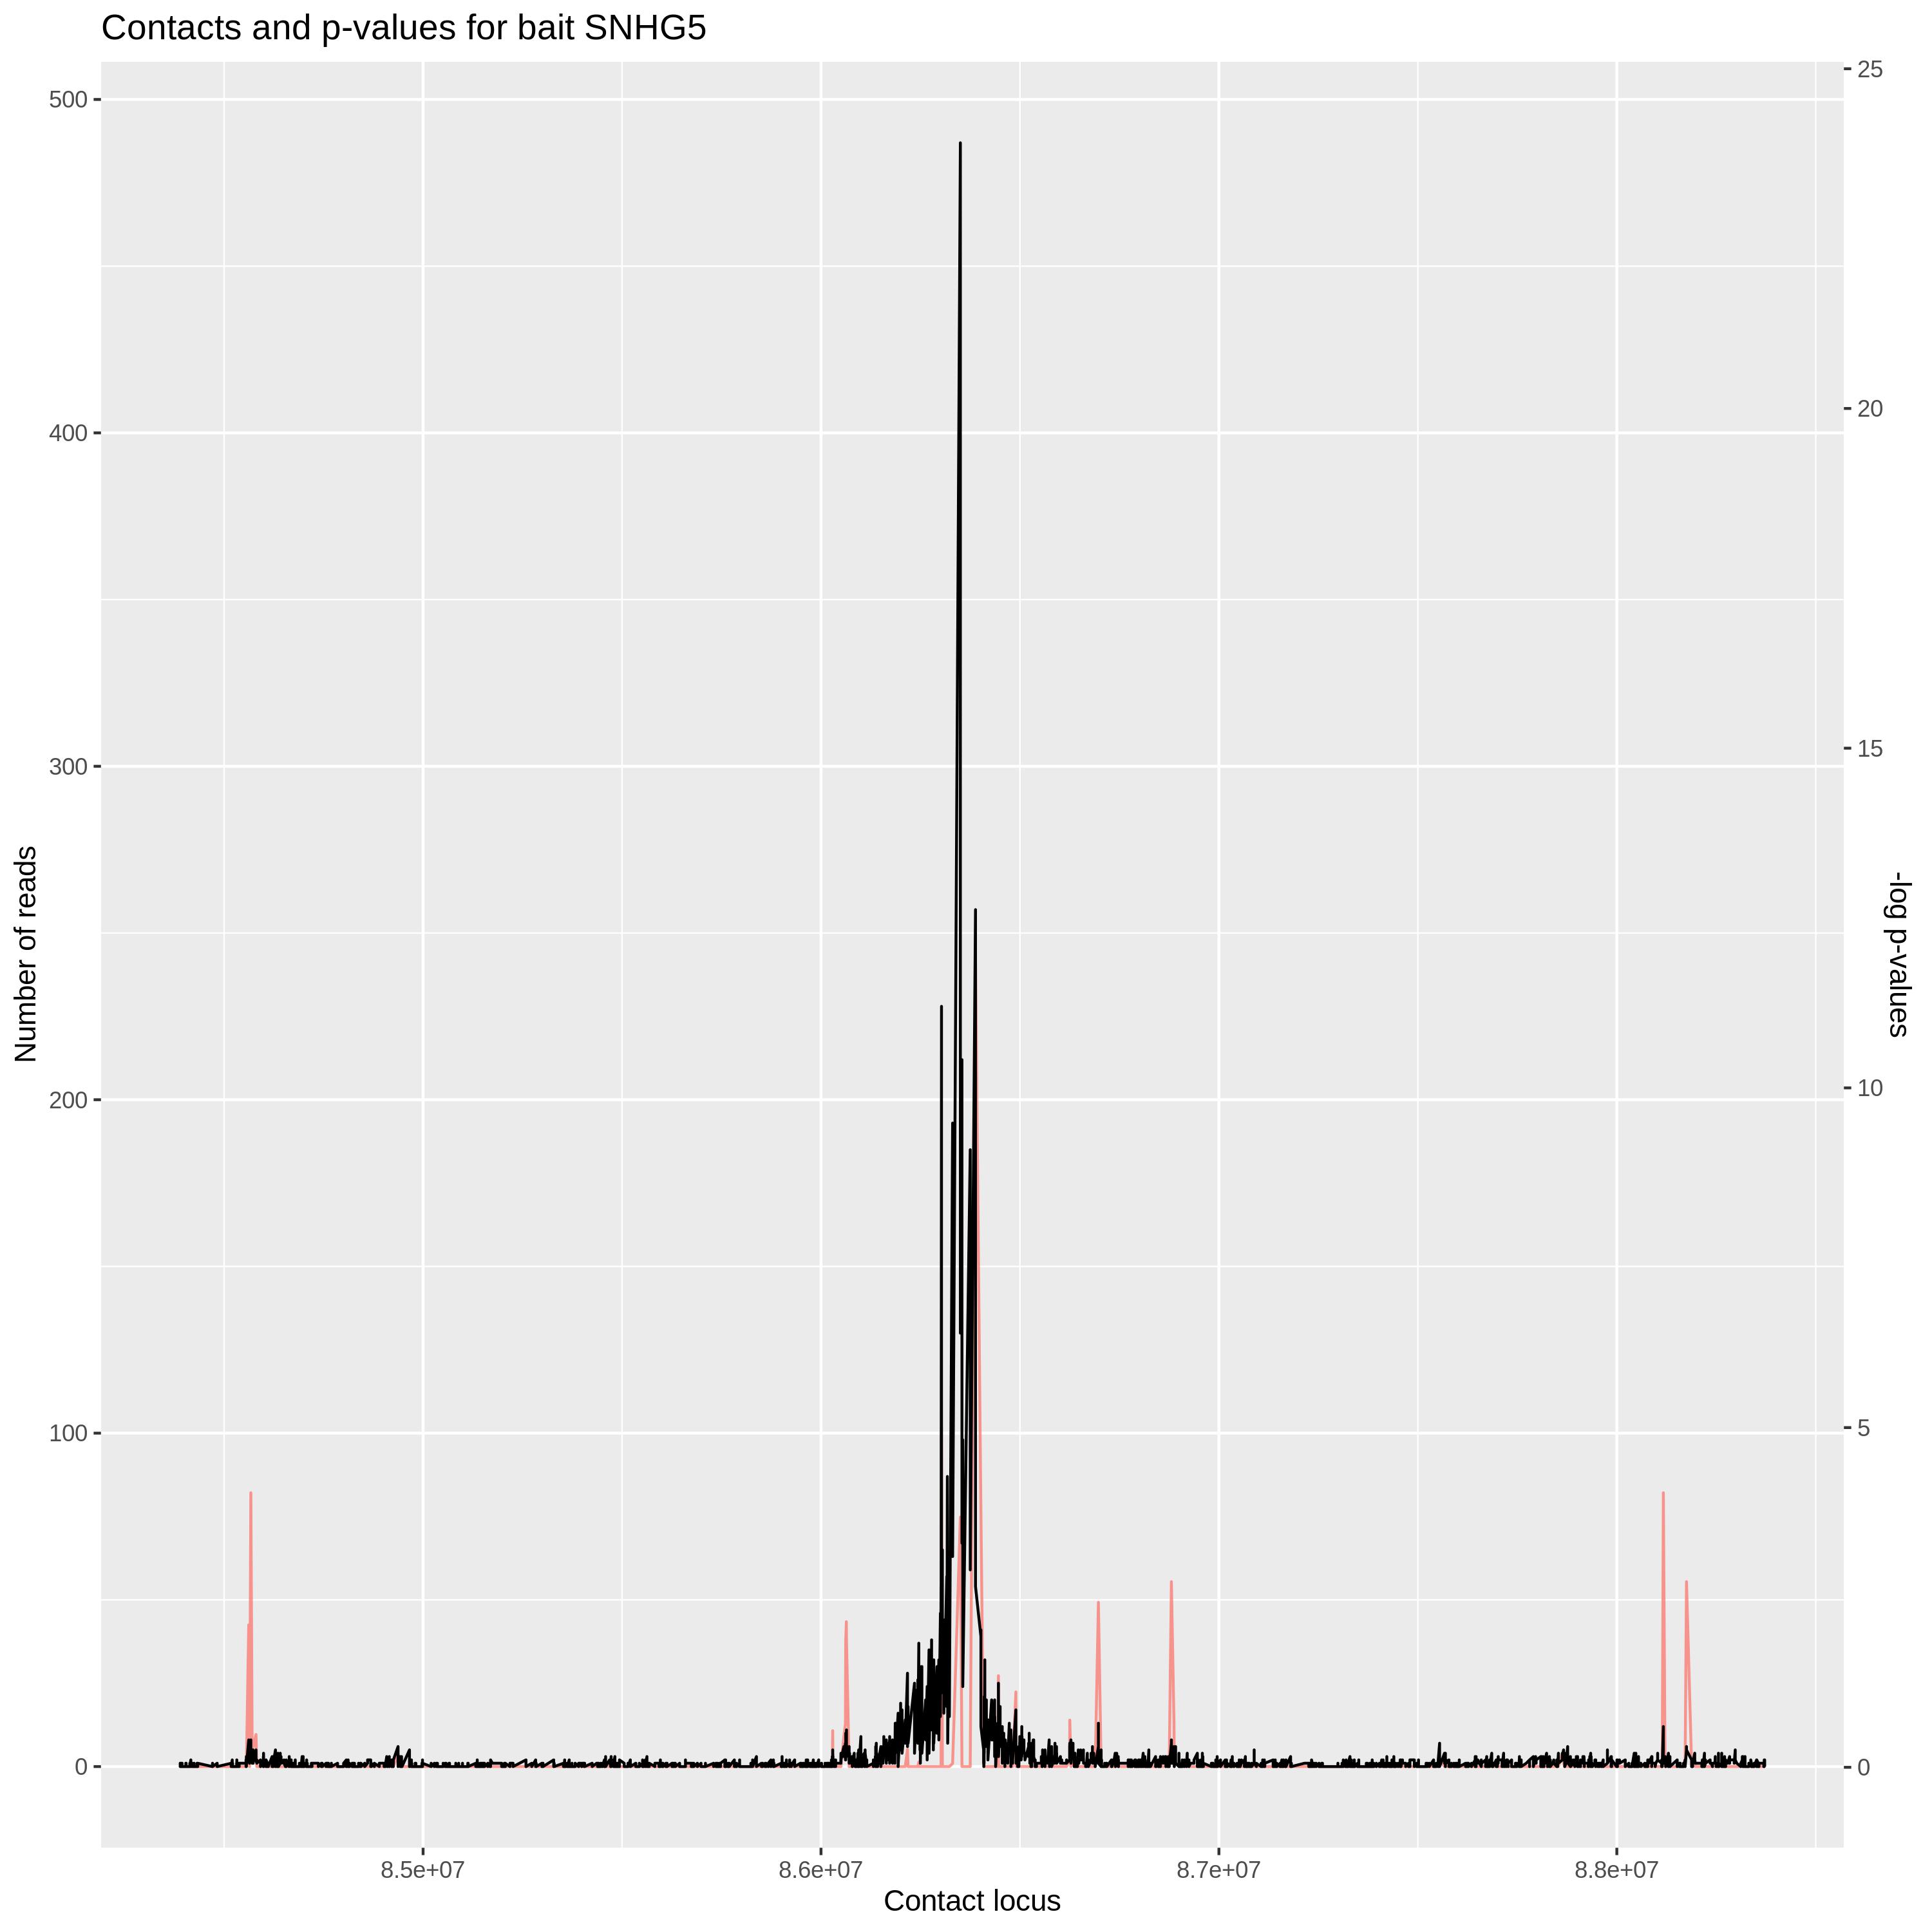 Contacts and p-values for bait SNHG5
500
400
300
200
100
0
Number of reads
25
20
15
10
5
0
-log p-values
8.5e+07
8.6e+07
8.7e+07
8.8e+07
Contact locus